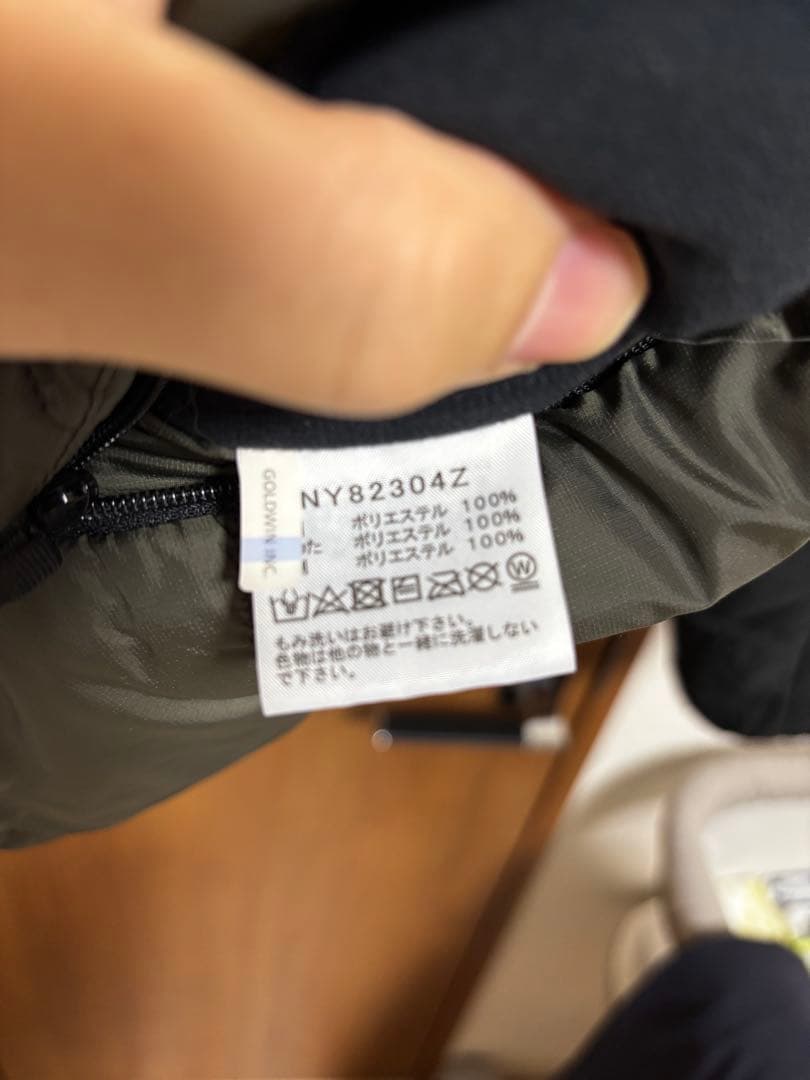 GOLDWIN INC.
NY82304Z
ポリエステル 100%
わた ポリエステル 100%
ポリエステル 100%
W
もみ洗いはお避け下さい。
色物は他の物と一緒に洗濯しない
で下さい。